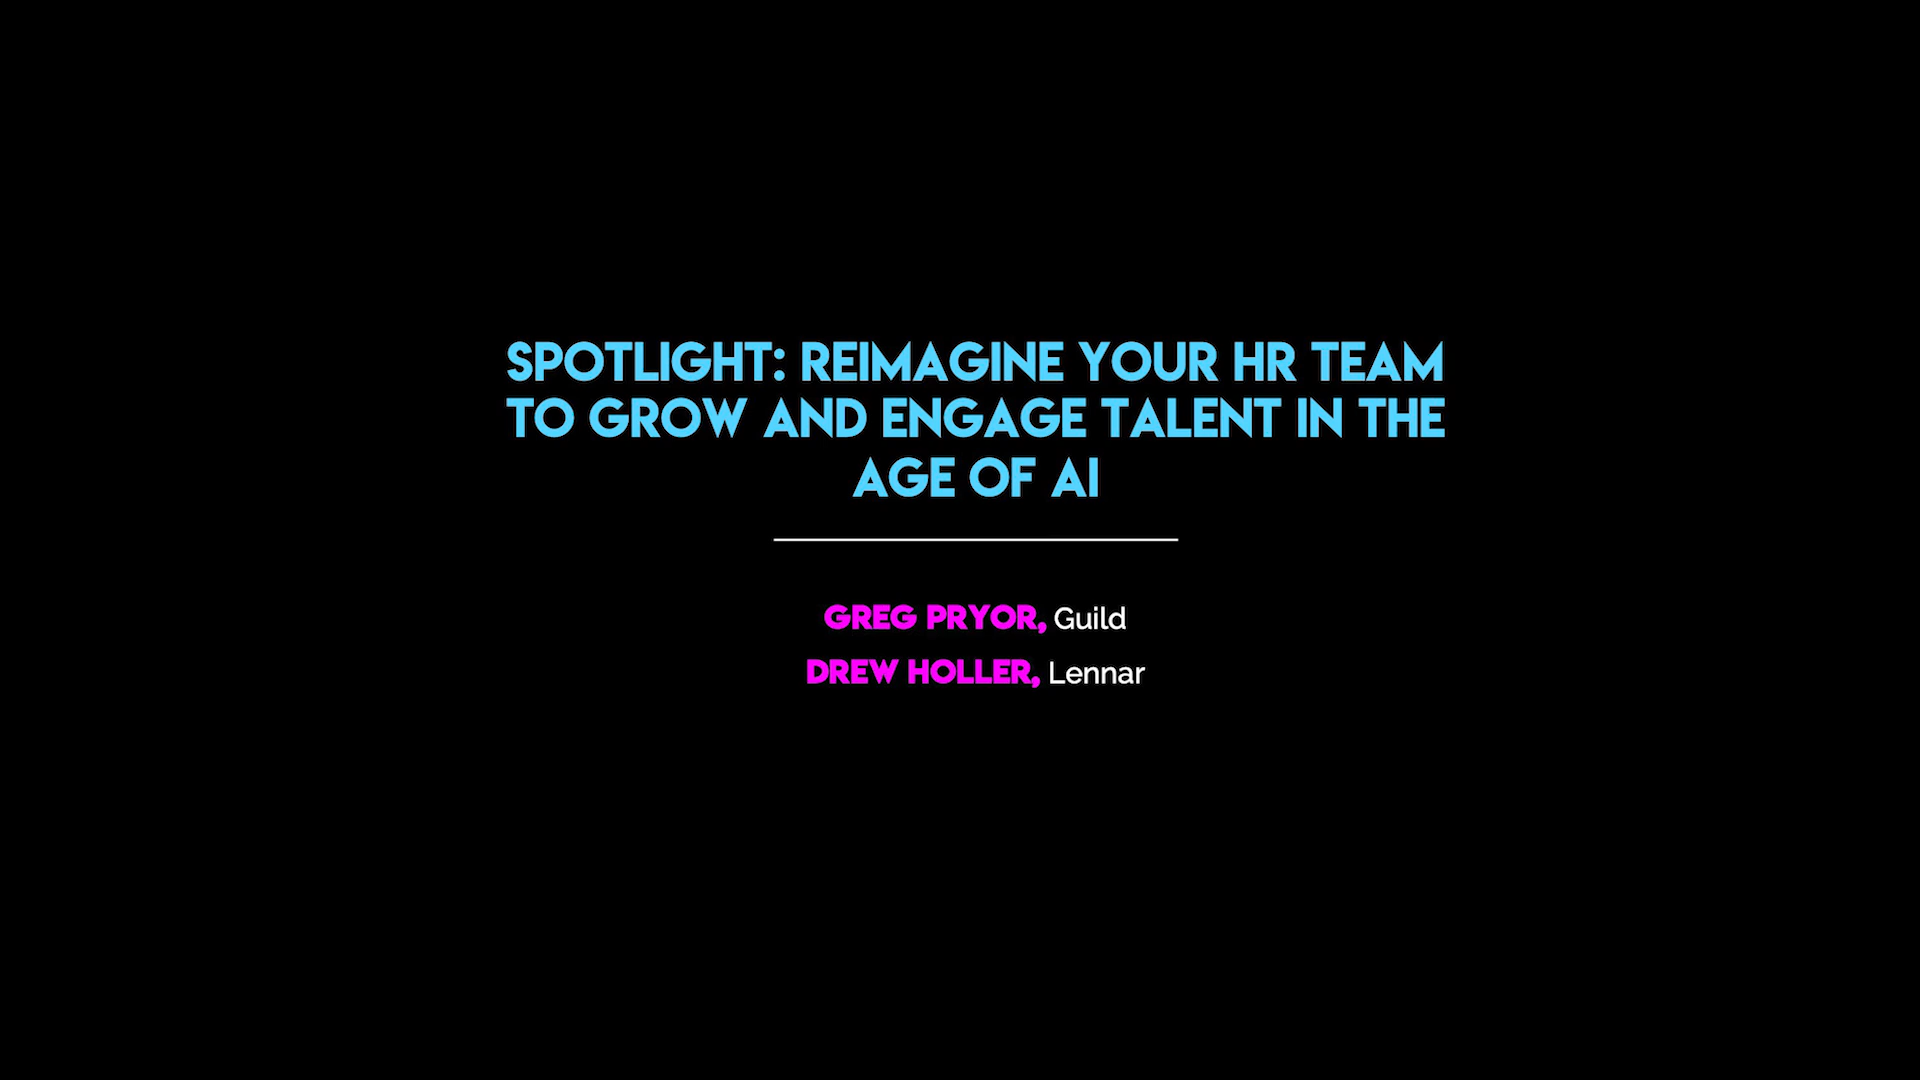 SPOTLIGHT: REIMAGINE YOUR HR TEAM
TO GROW AND ENGAGE TALENT IN THE
AGE OF AI
GREG PRYOR, Guild
DREW HOLLER, Lennar